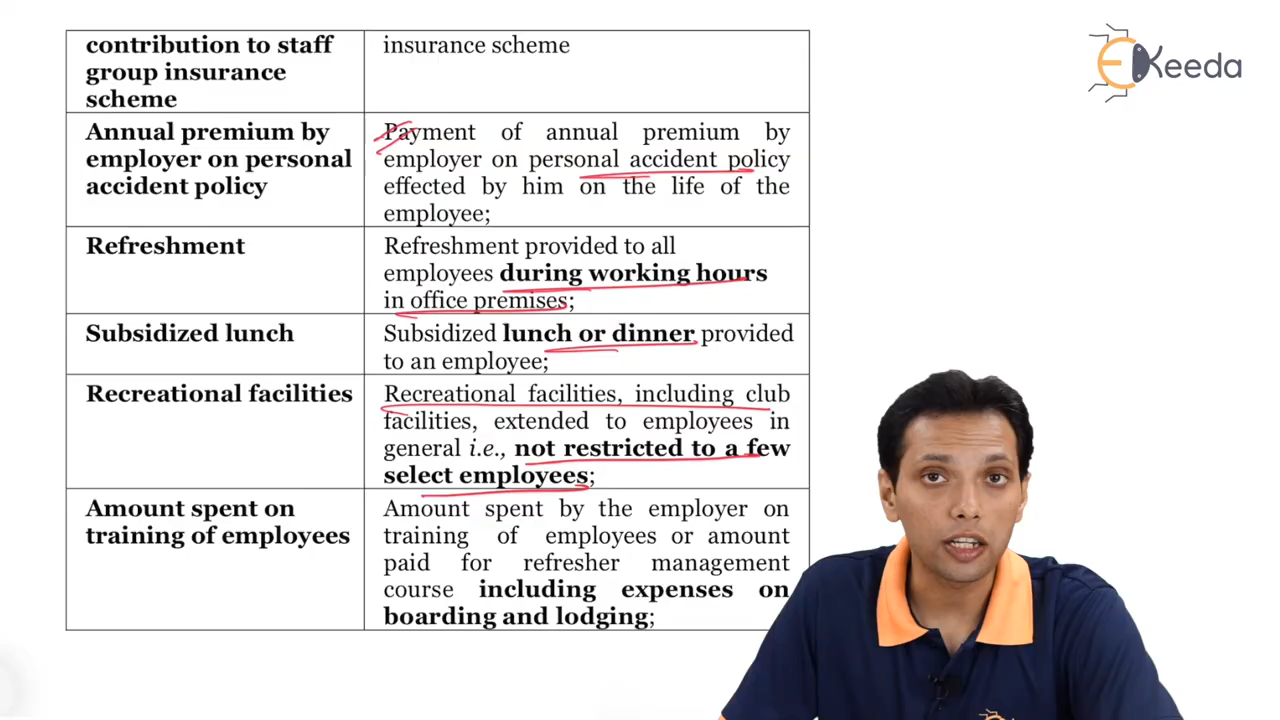 EKeeda
contribution to staff
group insurance
scheme
insurance scheme
Annual premium by
employer on personal
accident policy
Payment of annual premium by
employer on personal accident policy
effected by him on the life of the
employee;
Refreshment
Refreshment provided to all
employees during working hours
in office premises;
Subsidized lunch
Subsidized lunch or dinner provided
to an employee;
Recreational facilities
Recreational facilities, including club
facilities, extended to employees in
general i.e., not restricted to a few
select employees;
Amount spent on
training of employees
Amount spent by the employer on
training of employees or amount
paid for refresher management
course including expenses on
boarding and lodging;